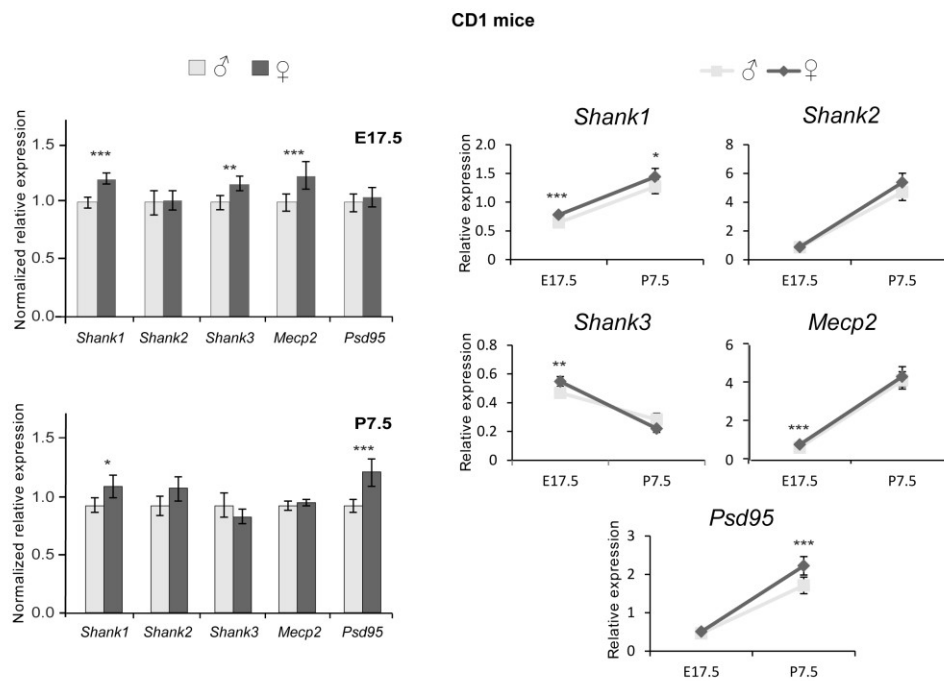 CD1 mice
♂ ♀
Normalized relative expression
1.5
1.0
0.5
0.0
E17.5
***
**
***
Shank1 Shank2 Shank3 Mecp2 Psd95
Normalized relative expression
1.5
1.0
0.5
0.0
P7.5
*
***
Shank1 Shank2 Shank3 Mecp2 Psd95
♂ ♀
Shank1
Relative expression
2.0
1.5
1.0
0.5
0
***
*
E17.5 P7.5
Shank2
Relative expression
8
6
4
2
0
E17.5 P7.5
Shank3
Relative expression
0.8
0.6
0.4
0.2
0
**
E17.5 P7.5
Mecp2
Relative expression
6
4
2
0
***
E17.5 P7.5
Psd95
Relative expression
3
2
1
0
***
E17.5 P7.5